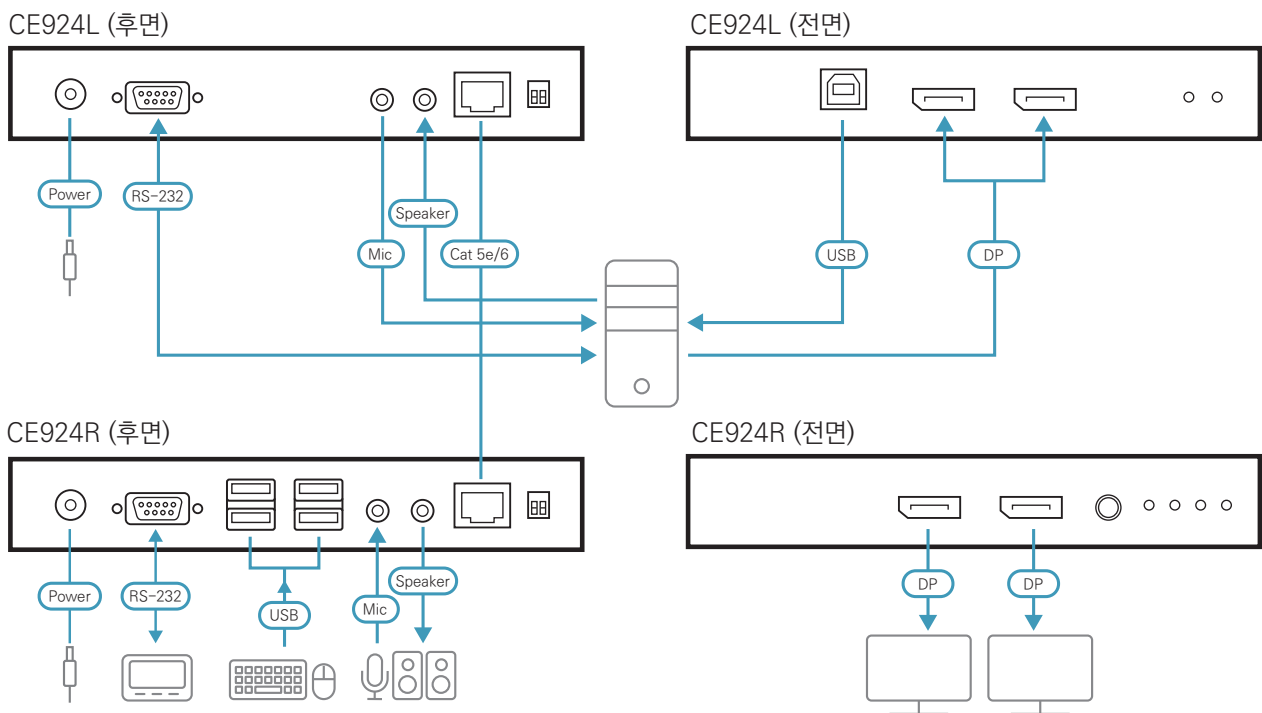 CE924L (후면)
CE924L (전면)
Power
RS-232
Speaker
Mic
Cat 5e/6
USB
DP
CE924R (후면)
CE924R (전면)
Power
RS-232
USB
Mic
Speaker
DP
DP